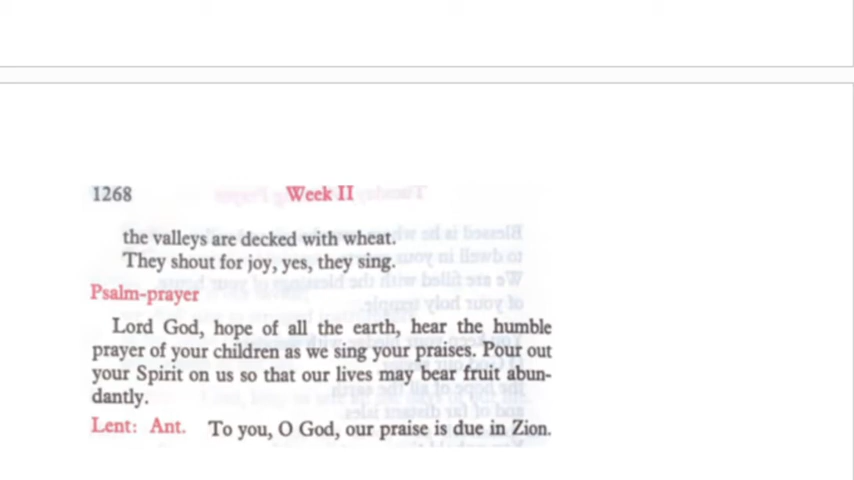 1268 Week II
the valleys are decked with wheat.
They shout for joy, yes, they sing.
Psalm-prayer
Lord God, hope of all the earth, hear the humble
prayer of your children as we sing your praises. Pour out
your Spirit on us so that our lives may bear fruit abun-
dantly.
Lent: Ant. To you, O God, our praise is due in Zion.